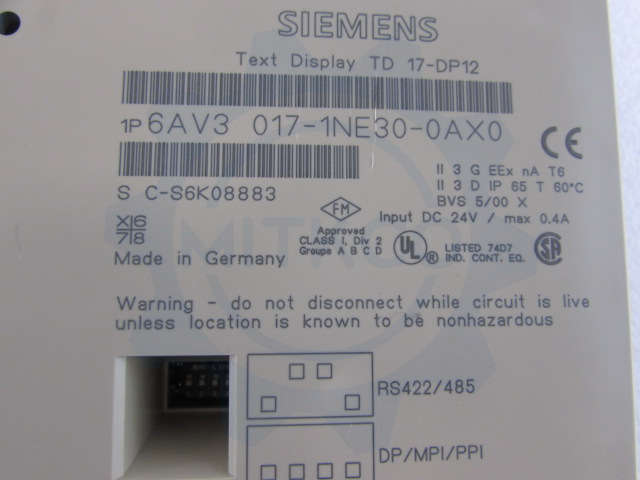 SIEMENS
Text Display TD 17-DP12
1P 6AV3 017-1NE30-0AX0
CE
S C-S6K08883
II 3 G EEx nA T6
II 3 D IP 65 T 60°C
BVS 5/00 X
Input DC 24V / max 0.4A
X 6
7 8
FM
Approved
CLASS I, Div 2
Groups A B C D
UL
LISTED 74D7
IND. CONT. EQ.
SA
Made in Germany
MITROC
Warning - do not disconnect while circuit is live
unless location is known to be nonhazardous
RS422/485
DP/MPI/PPI